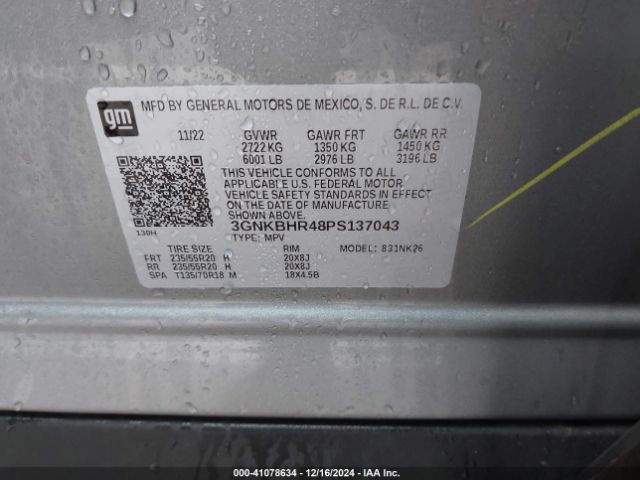 gm
MFD BY GENERAL MOTORS DE MEXICO, S. DE R.L. DE C.V.
11/22 GVWR GAWR FRT GAWR RR
2722 KG 1350 KG 1450 KG
6001 LB 2976 LB 3196 LB
THIS VEHICLE CONFORMS TO ALL
APPLICABLE U.S. FEDERAL MOTOR
VEHICLE SAFETY STANDARDS IN EFFECT
ON THE DATE OF MANUFACTURE
SHOWN ABOVE.
3GNKBHR48PS137043
130H TYPE: MPV
TIRE SIZE RIM MODEL: 831NK26
FRT 235/55R20 H 20X8J
RR 235/55R20 H 20X8J
SPA T135/70R18 M 18X4.5B
000-41078634 - 12/16/2024 - IAA Inc.